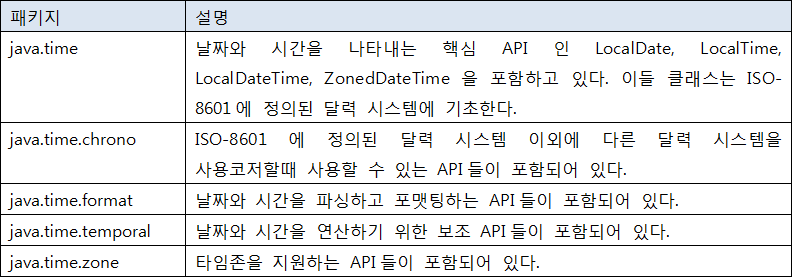 패키지 설명
java.time 날짜와 시간을 나타내는 핵심 API 인 LocalDate, LocalTime,
LocalDateTime, ZonedDateTime 을 포함하고 있다. 이들 클래스는 ISO-
8601 에 정의된 달력 시스템에 기초한다.
java.time.chrono ISO-8601 에 정의된 달력 시스템 이외에 다른 달력 시스템을
사용코저할때 사용할 수 있는 API 들이 포함되어 있다.
java.time.format 날짜와 시간을 파싱하고 포맷팅하는 API 들이 포함되어 있다.
java.time.temporal 날짜와 시간을 연산하기 위한 보조 API 들이 포함되어 있다.
java.time.zone 타임존을 지원하는 API 들이 포함되어 있다.